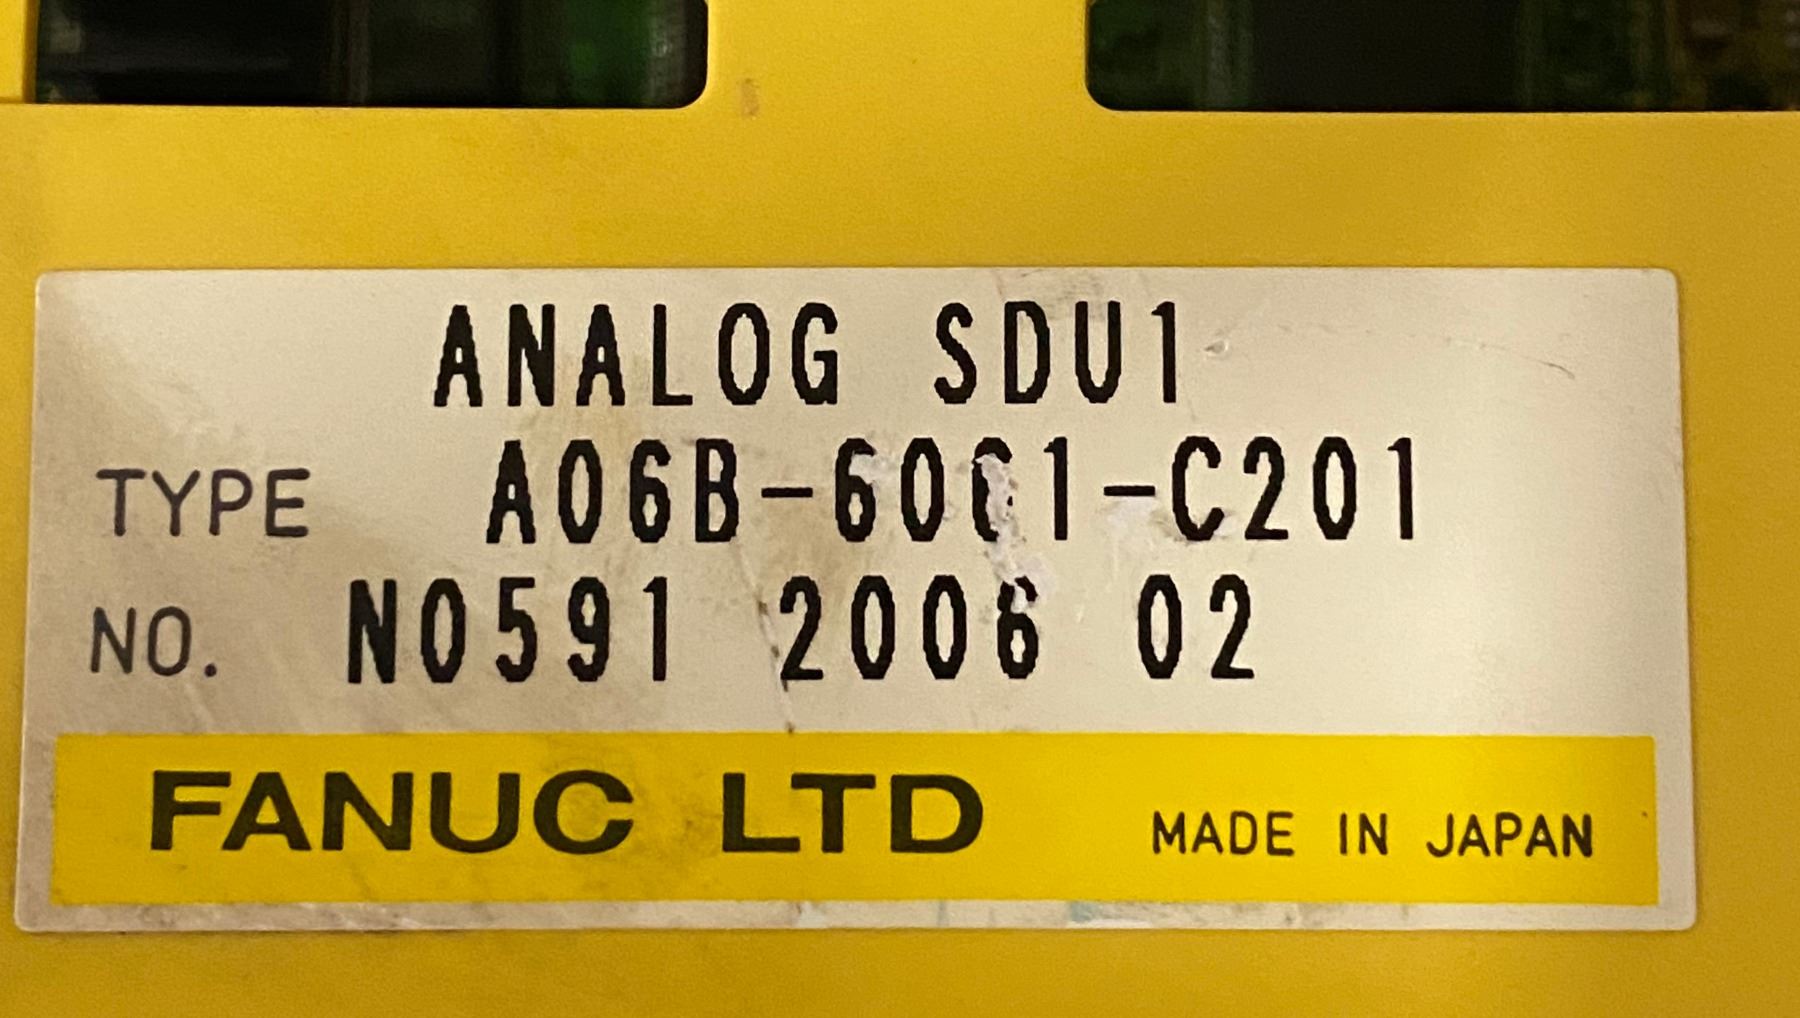 ANALOG SDU1
TYPE A06B-6061-C201
NO. N0591 2006 02
FANUC LTD MADE IN JAPAN